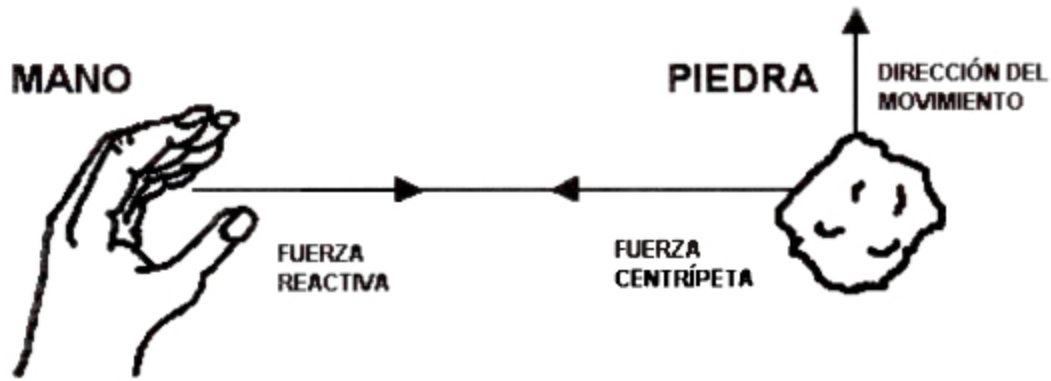 MANO
PIEDRA
DIRECCIÓN DEL
MOVIMIENTO
FUERZA
REACTIVA
FUERZA
CENTRÍPETA